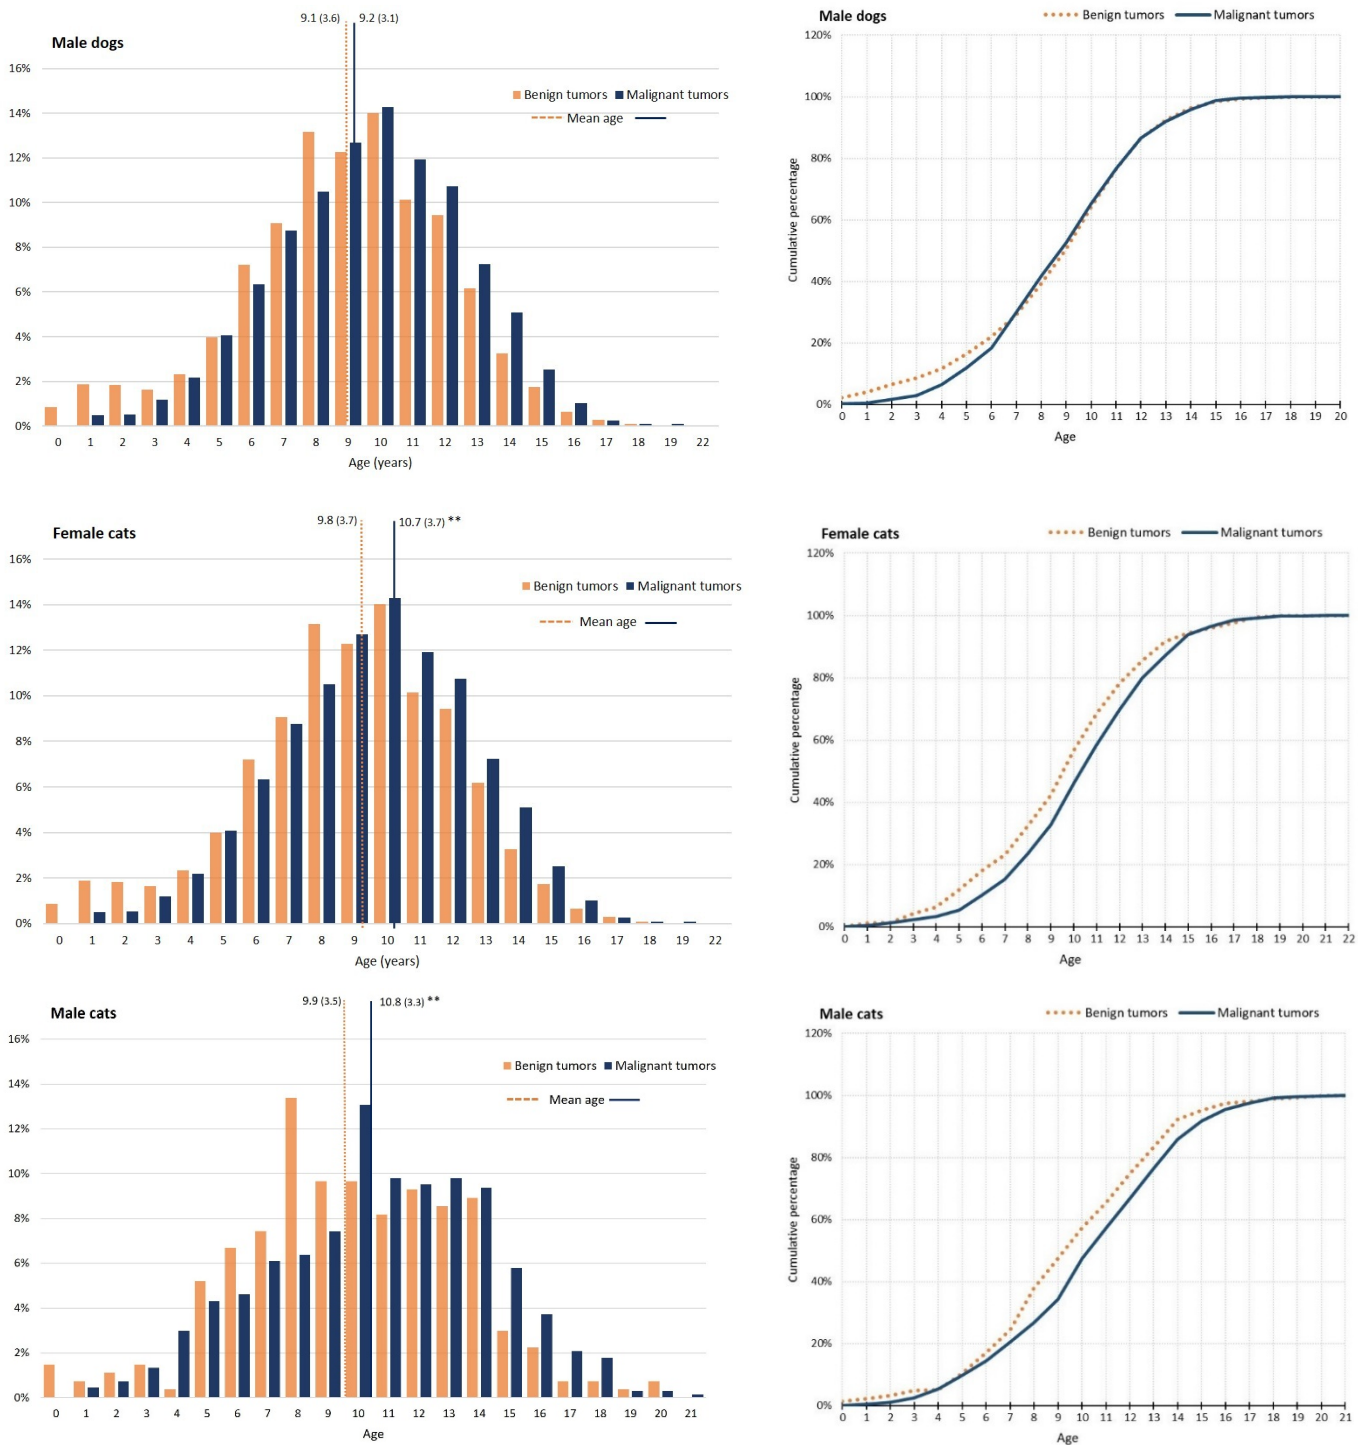 9.1 (3.6) 9.2 (3.1)
Male dogs
16%
Benign tumors Malignant tumors
Mean age
14%
12%
10%
8%
6%
4%
2%
0%
0 1 2 3 4 5 6 7 8 9 10 11 12 13 14 15 16 17 18 19 22
Age (years)
Male dogs
Benign tumors Malignant tumors
120%
100%
80%
60%
40%
20%
0%
Cumulative percentage
0 1 2 3 4 5 6 7 8 9 10 11 12 13 14 15 16 17 18 19 20
Age
9.8 (3.7) 10.7 (3.7) **
Female cats
16%
Benign tumors Malignant tumors
Mean age
14%
12%
10%
8%
6%
4%
2%
0%
0 1 2 3 4 5 6 7 8 9 10 11 12 13 14 15 16 17 18 19 22
Age (years)
Female cats
Benign tumors Malignant tumors
120%
100%
80%
60%
40%
20%
0%
Cumulative percentage
0 1 2 3 4 5 6 7 8 9 10 11 12 13 14 15 16 17 18 19 20 21 22
Age
9.9 (3.5) 10.8 (3.3) **
Male cats
16%
Benign tumors Malignant tumors
Mean age
14%
12%
10%
8%
6%
4%
2%
0%
0 1 2 3 4 5 6 7 8 9 10 11 12 13 14 15 16 17 18 19 20 21
Age
Male cats
Benign tumors Malignant tumors
120%
100%
80%
60%
40%
20%
0%
Cumulative percentage
0 1 2 3 4 5 6 7 8 9 10 11 12 13 14 15 16 17 18 19 20 21
Age